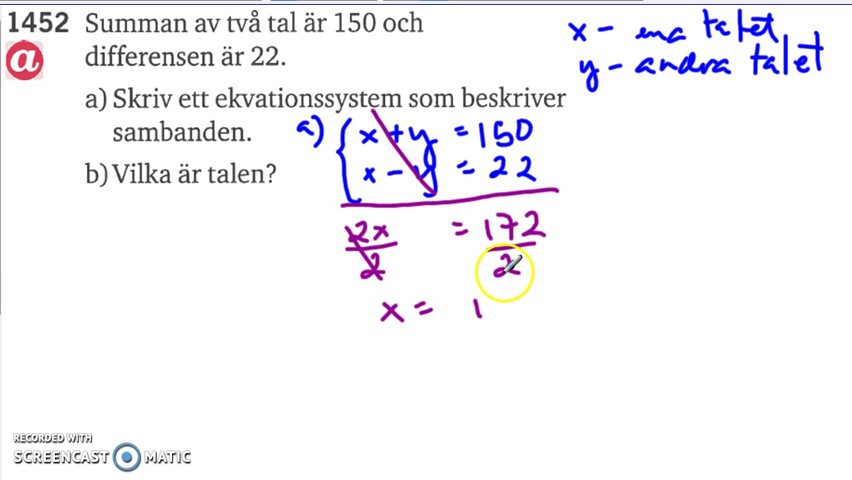 1452 Summan av två tal är 150 och
differensen är 22.
a
a) Skriv ett ekvationssystem som beskriver
sambanden.
b) Vilka är talen?
x - ena talet
y - andra talet
a) { x + y = 150
x - y = 22
2x = 172
2 2
x = 1
RECORDED WITH
SCREENCAST MATIC